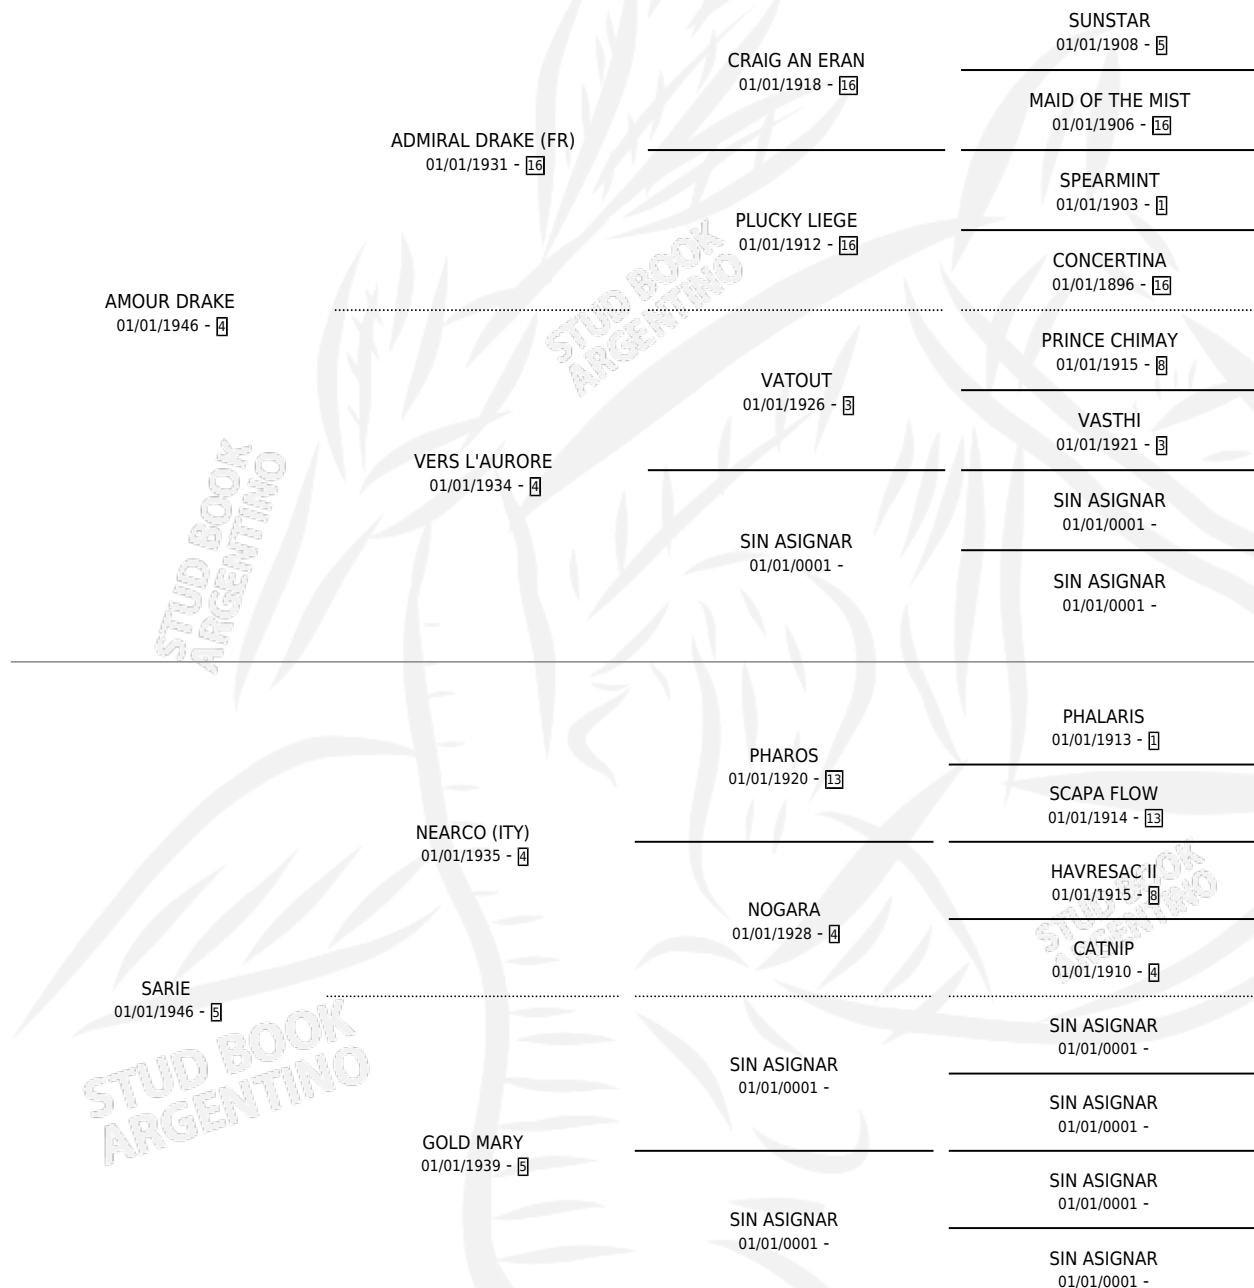 SUNSTAR
01/01/1908 - 5
CRAIG AN ERAN
01/01/1918 - 16
MAID OF THE MIST
01/01/1906 - 16
ADMIRAL DRAKE (FR)
01/01/1931 - 16
SPEARMINT
01/01/1903 - 1
PLUCKY LIEGE
01/01/1912 - 16
CONCERTINA
01/01/1896 - 16
AMOUR DRAKE
01/01/1946 - 4
STUD BOOK
ARGENTINO
PRINCE CHIMAY
01/01/1915 - 8
VATOUT
01/01/1926 - 3
VASTHI
01/01/1921 - 3
VERS L'AURORE
01/01/1934 - 4
STUD BOOK
ARGENTINO
SIN ASIGNAR
01/01/0001 -
SIN ASIGNAR
01/01/0001 -
SIN ASIGNAR
01/01/0001 -
PHALARIS
01/01/1913 - 1
PHAROS
01/01/1920 - 13
SCAPA FLOW
01/01/1914 - 13
NEARCO (ITY)
01/01/1935 - 4
HAVRESAC II
01/01/1915 - 8
NOGARA
01/01/1928 - 4
STUD BOOK
ARGENTINO
CATNIP
01/01/1910 - 4
SARIE
01/01/1946 - 5
STUD BOOK
ARGENTINO
SIN ASIGNAR
01/01/0001 -
SIN ASIGNAR
01/01/0001 -
SIN ASIGNAR
01/01/0001 -
GOLD MARY
01/01/1939 - 5
SIN ASIGNAR
01/01/0001 -
SIN ASIGNAR
01/01/0001 -
SIN ASIGNAR
01/01/0001 -